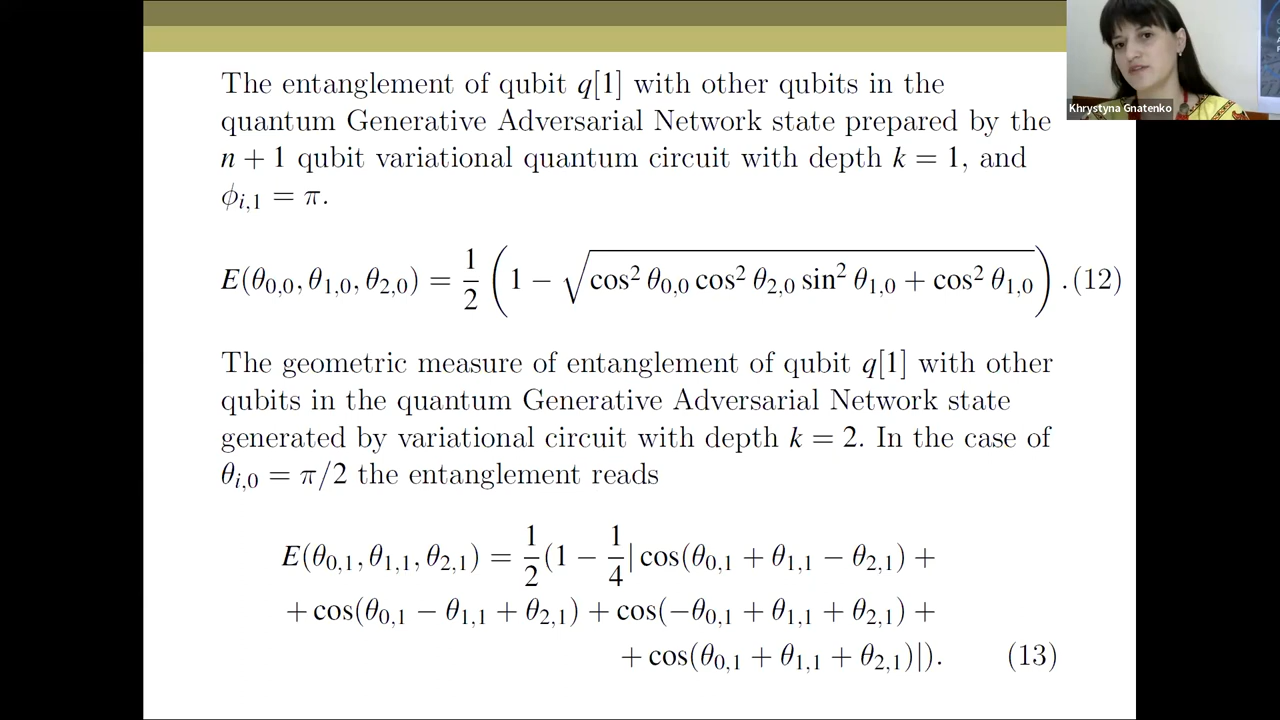 The entanglement of qubit q[1] with other qubits in the
quantum Generative Adversarial Network state prepared by the
n + 1 qubit variational quantum circuit with depth k = 1, and
ϕ_{i,1} = π.
E(θ_{0,0}, θ_{1,0}, θ_{2,0}) = \frac{1}{2} ( 1 − \sqrt{cos² θ_{0,0} cos² θ_{2,0} sin² θ_{1,0} + cos² θ_{1,0}} ) . (12)
The geometric measure of entanglement of qubit q[1] with other
qubits in the quantum Generative Adversarial Network state
generated by variational circuit with depth k = 2. In the case of
θ_{i,0} = π/2 the entanglement reads
E(θ_{0,1}, θ_{1,1}, θ_{2,1}) = \frac{1}{2}(1 − \frac{1}{4}| cos(θ_{0,1} + θ_{1,1} − θ_{2,1}) +
+ cos(θ_{0,1} − θ_{1,1} + θ_{2,1}) + cos(−θ_{0,1} + θ_{1,1} + θ_{2,1}) +
+ cos(θ_{0,1} + θ_{1,1} + θ_{2,1})|). (13)
Khrystyna Gnatenko